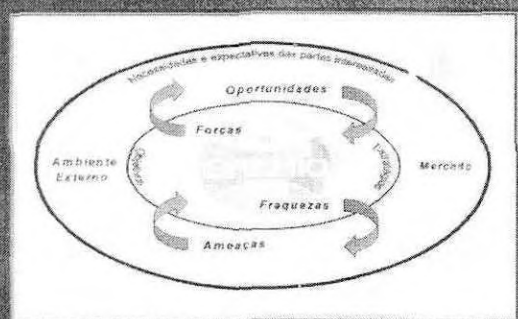 Necessidades e expectativas das partes interessadas
Oportunidades
Forças
Ambiente
Externo
Mercado
Fraquezas
Ameaças